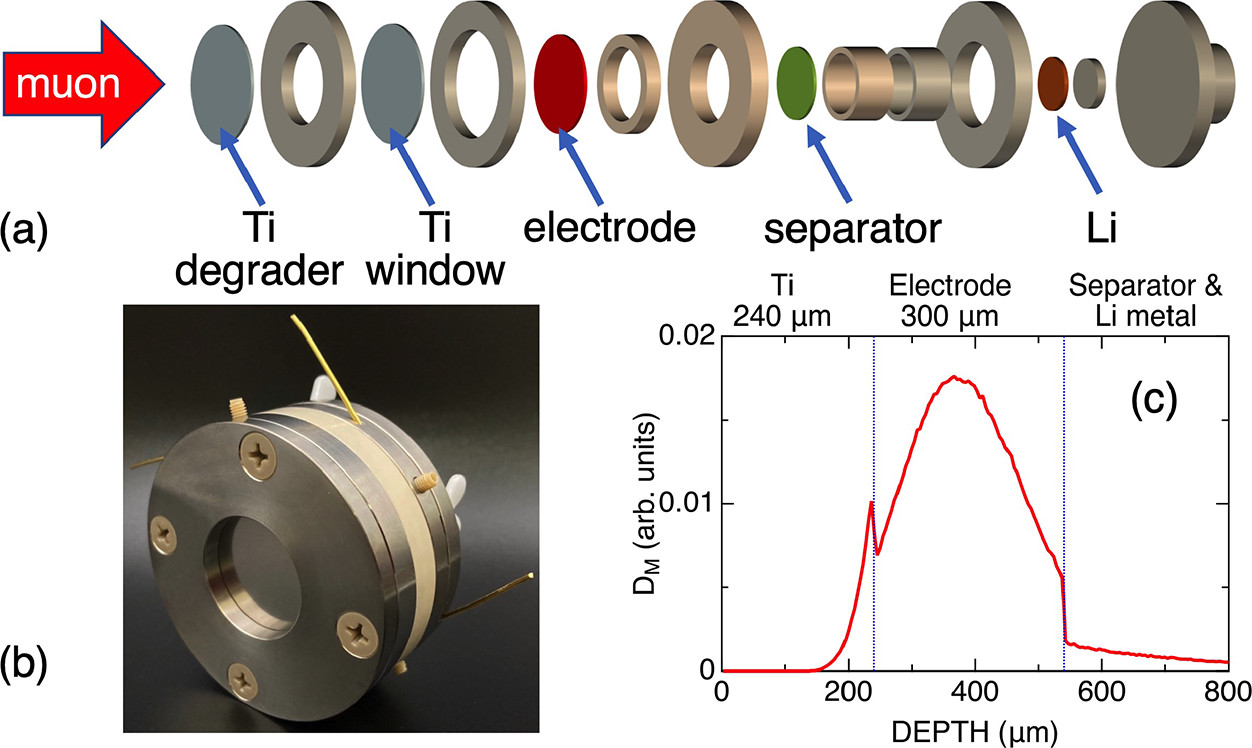 muon
Ti
degrader
Ti
window
electrode
separator
Li
(a)
(b)
Ti
240 μm
Electrode
300 μm
Separator &
Li metal
(c)
0.02
0.01
0
D_M (arb. units)
0
200
400
600
800
DEPTH (μm)